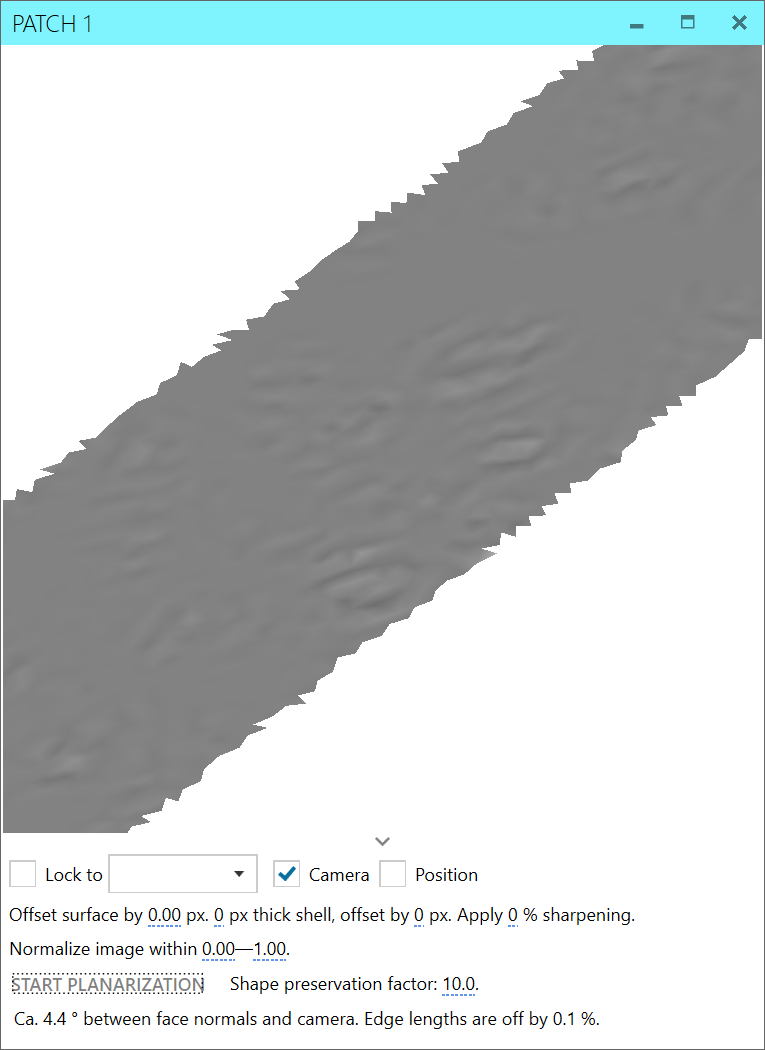 PATCH 1
Lock to Camera Position
Offset surface by 0.00 px. 0 px thick shell, offset by 0 px. Apply 0 % sharpening.
Normalize image within 0.00—1.00.
START PLANARIZATION Shape preservation factor: 10.0.
Ca. 4.4 ° between face normals and camera. Edge lengths are off by 0.1 %.